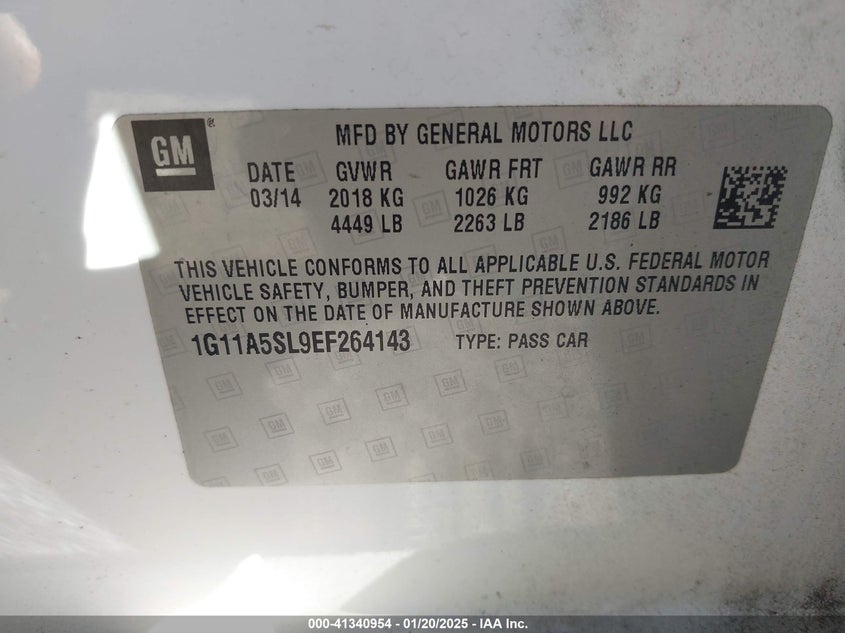 GM®
MFD BY GENERAL MOTORS LLC
DATE GVWR GAWR FRT GAWR RR
03/14 2018 KG 1026 KG 992 KG
4449 LB 2263 LB 2186 LB
THIS VEHICLE CONFORMS TO ALL APPLICABLE U.S. FEDERAL MOTOR
VEHICLE SAFETY, BUMPER, AND THEFT PREVENTION STANDARDS IN
EFFECT ON THE DATE OF MANUFACTURE SHOWN ABOVE.
1G11A5SL9EF264143 TYPE: PASS CAR
000-41340954 - 01/20/2025 - IAA Inc.